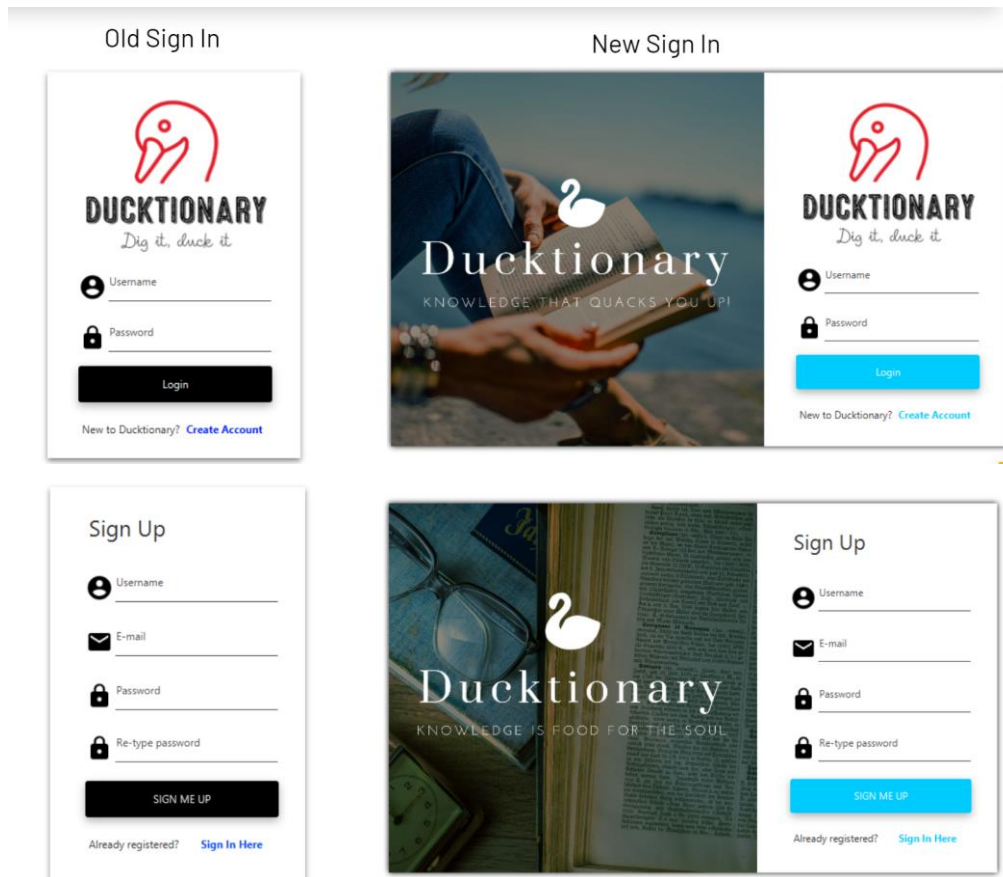 Old Sign In
New Sign In
DUCKTIONARY
Dig it, duck it
Username
Password
Login
New to Ducktionary? Create Account
Ducktionary
KNOWLEDGE THAT QUACKS YOU UP!
DUCKTIONARY
Dig it, duck it
Username
Password
Login
New to Ducktionary? Create Account
Sign Up
Username
E-mail
Password
Re-type password
SIGN ME UP
Already registered? Sign In Here
Ducktionary
KNOWLEDGE IS FOOD FOR THE SOUL
Sign Up
Username
E-mail
Password
Re-type password
SIGN ME UP
Already registered? Sign In Here